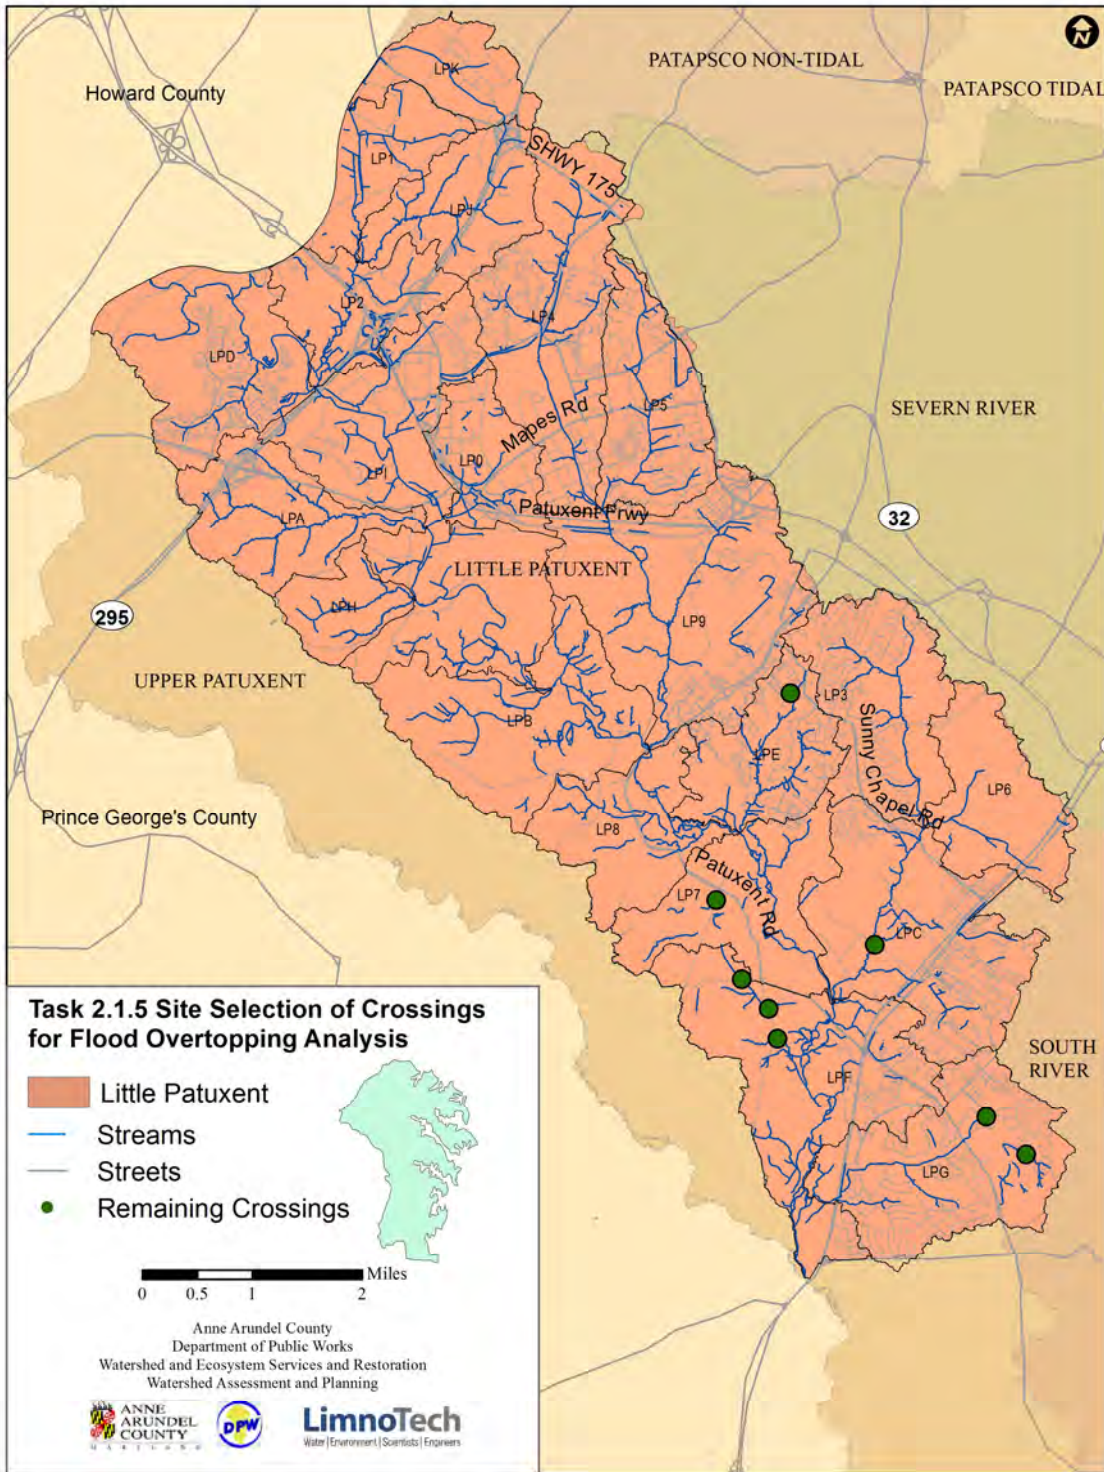 N
PATAPSCO NON-TIDAL
PATAPSCO TIDAL
Howard County
LPK
SHWY 175
LP1
LPJ
LP2
LP4
LPD
LP5
SEVERN RIVER
Mapes Rd
LP0
LPI
Patuxent Frwy
32
LPA
LITTLE PATUXENT
295
LPH
LP9
UPPER PATUXENT
LP3
LPB
Sunny Chapel Rd
LPE
LP6
Prince George's County
LP8
Patuxent Rd
LP7
LPC
SOUTH
RIVER
LPF
LPG
Task 2.1.5 Site Selection of Crossings
for Flood Overtopping Analysis
Little Patuxent
Streams
Streets
Remaining Crossings
Miles
0 0.5 1 2
Anne Arundel County
Department of Public Works
Watershed and Ecosystem Services and Restoration
Watershed Assessment and Planning
ANNE
ARUNDEL
COUNTY
MARYLAND
DPW
LimnoTech
Water | Environment | Scientists | Engineers